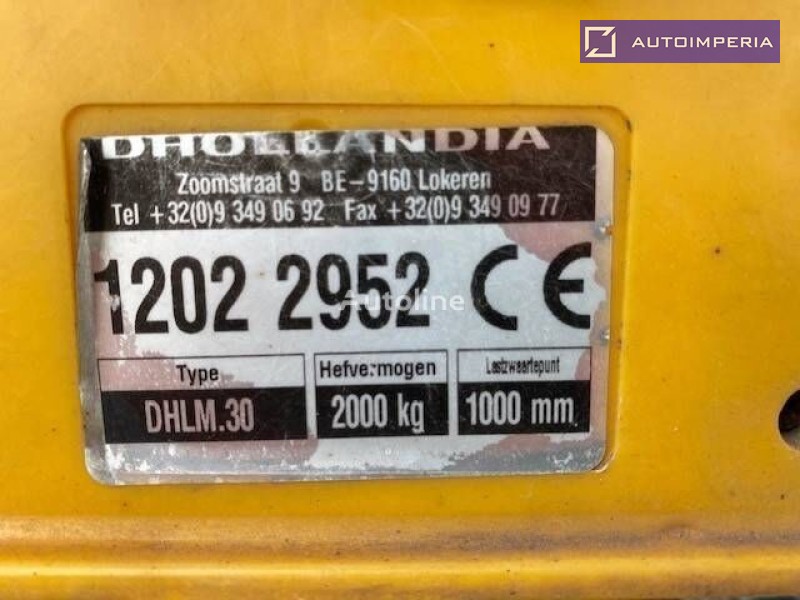 AUTOIMPERIA
DHOLLANDIA
Zoomstraat 9 BE-9160 Lokeren
Tel +32(0)9 349 06 92 Fax +32(0)9 349 09 77
1202 2952 CE
Autoline
Type Hefvermogen Lastzwaartepunt
DHLM.30 2000 kg 1000 mm